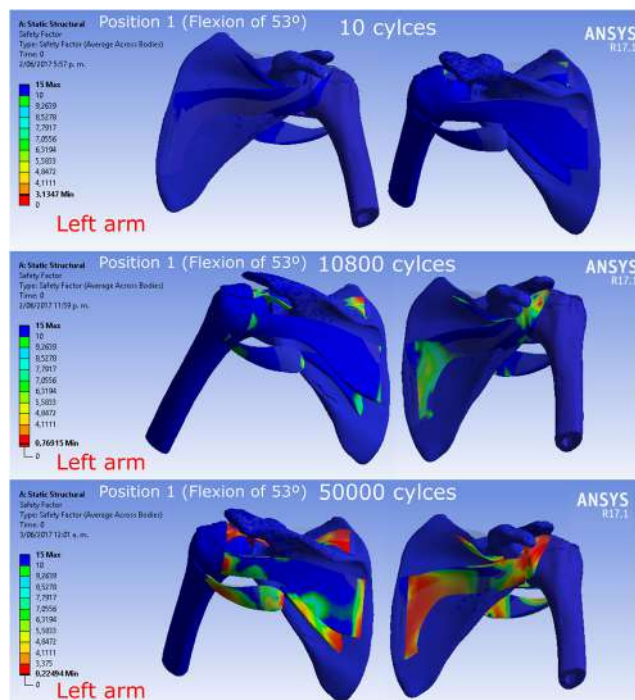 A: Static Structural
Position 1 (Flexion of 53º)
10 cylces
Safety Factor
Type: Safety Factor (Average Across Bodies)
Time: 0
2/06/2017 5:57 p. m.
ANSYS
R17.1
15 Max
10
9,2639
8,5278
7,7917
7,0556
6,3194
5,5833
4,8472
4,1111
3,1347 Min
0
Left arm
A: Static Structural
Position 1 (Flexion of 53º)
10800 cylces
Safety Factor
Type: Safety Factor (Average Across Bodies)
Time: 0
2/06/2017 11:59 p. m.
ANSYS
R17.1
15 Max
10
9,2639
8,5278
7,7917
7,0556
6,3194
5,5833
4,8472
4,1111
0,76915 Min
0
Left arm
A: Static Structural
Position 1 (Flexion of 53º)
50000 cylces
Safety Factor
Type: Safety Factor (Average Across Bodies)
Time: 0
3/06/2017 12:01 a. m.
ANSYS
R17.1
15 Max
10
9,2639
8,5278
7,7917
7,0556
6,3194
5,5833
4,8472
4,1111
3,375
0,22494 Min
0
Left arm